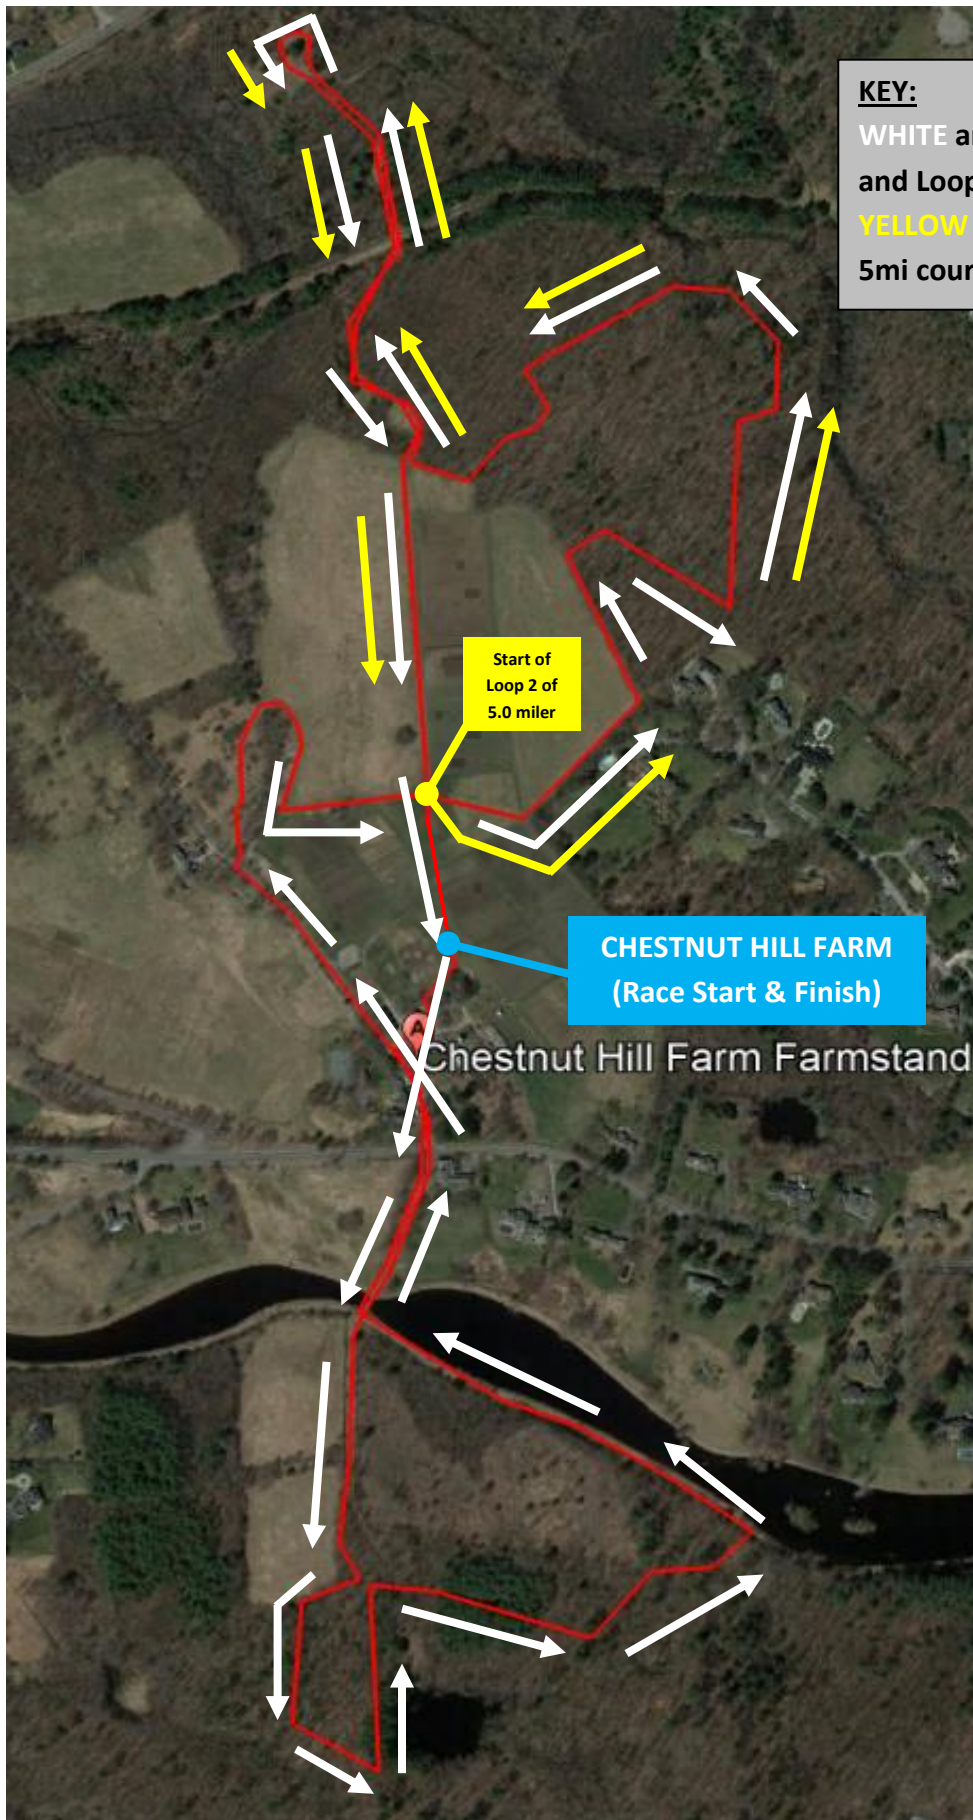 KEY:
WHITE
and Loop
YELLOW
5mi
Start of
Loop 2 of
5.0 miler
CHESTNUT HILL FARM
(Race Start & Finish)
A
Chestnut Hill Farm Farmstand